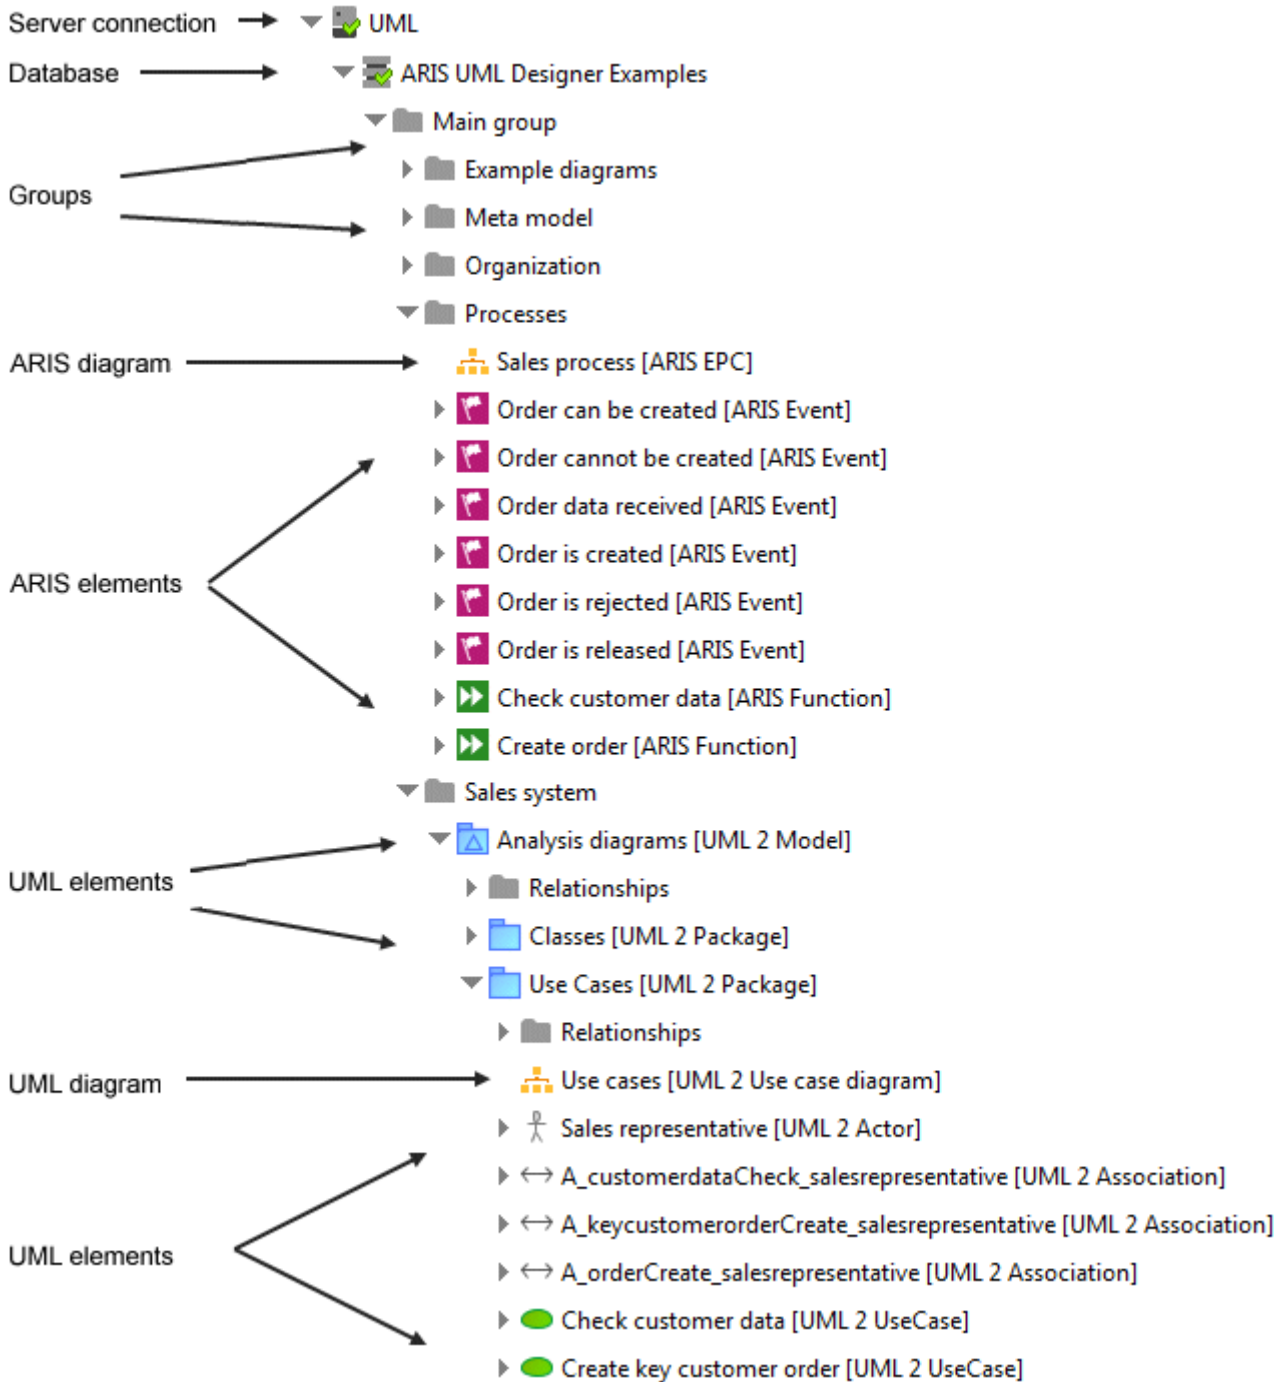 Server connection UML
Database ARIS UML Designer Examples
Main group
Example diagrams
Groups
Meta model
Organization
Processes
ARIS diagram Sales process [ARIS EPC]
Order can be created [ARIS Event]
Order cannot be created [ARIS Event]
Order data received [ARIS Event]
Order is created [ARIS Event]
ARIS elements
Order is rejected [ARIS Event]
Order is released [ARIS Event]
Check customer data [ARIS Function]
Create order [ARIS Function]
Sales system
Analysis diagrams [UML 2 Model]
UML elements Relationships
Classes [UML 2 Package]
Use Cases [UML 2 Package]
Relationships
UML diagram Use cases [UML 2 Use case diagram]
Sales representative [UML 2 Actor]
A_customerdataCheck_salesrepresentative [UML 2 Association]
A_keycustomerorderCreate_salesrepresentative [UML 2 Association]
UML elements A_orderCreate_salesrepresentative [UML 2 Association]
Check customer data [UML 2 UseCase]
Create key customer order [UML 2 UseCase]